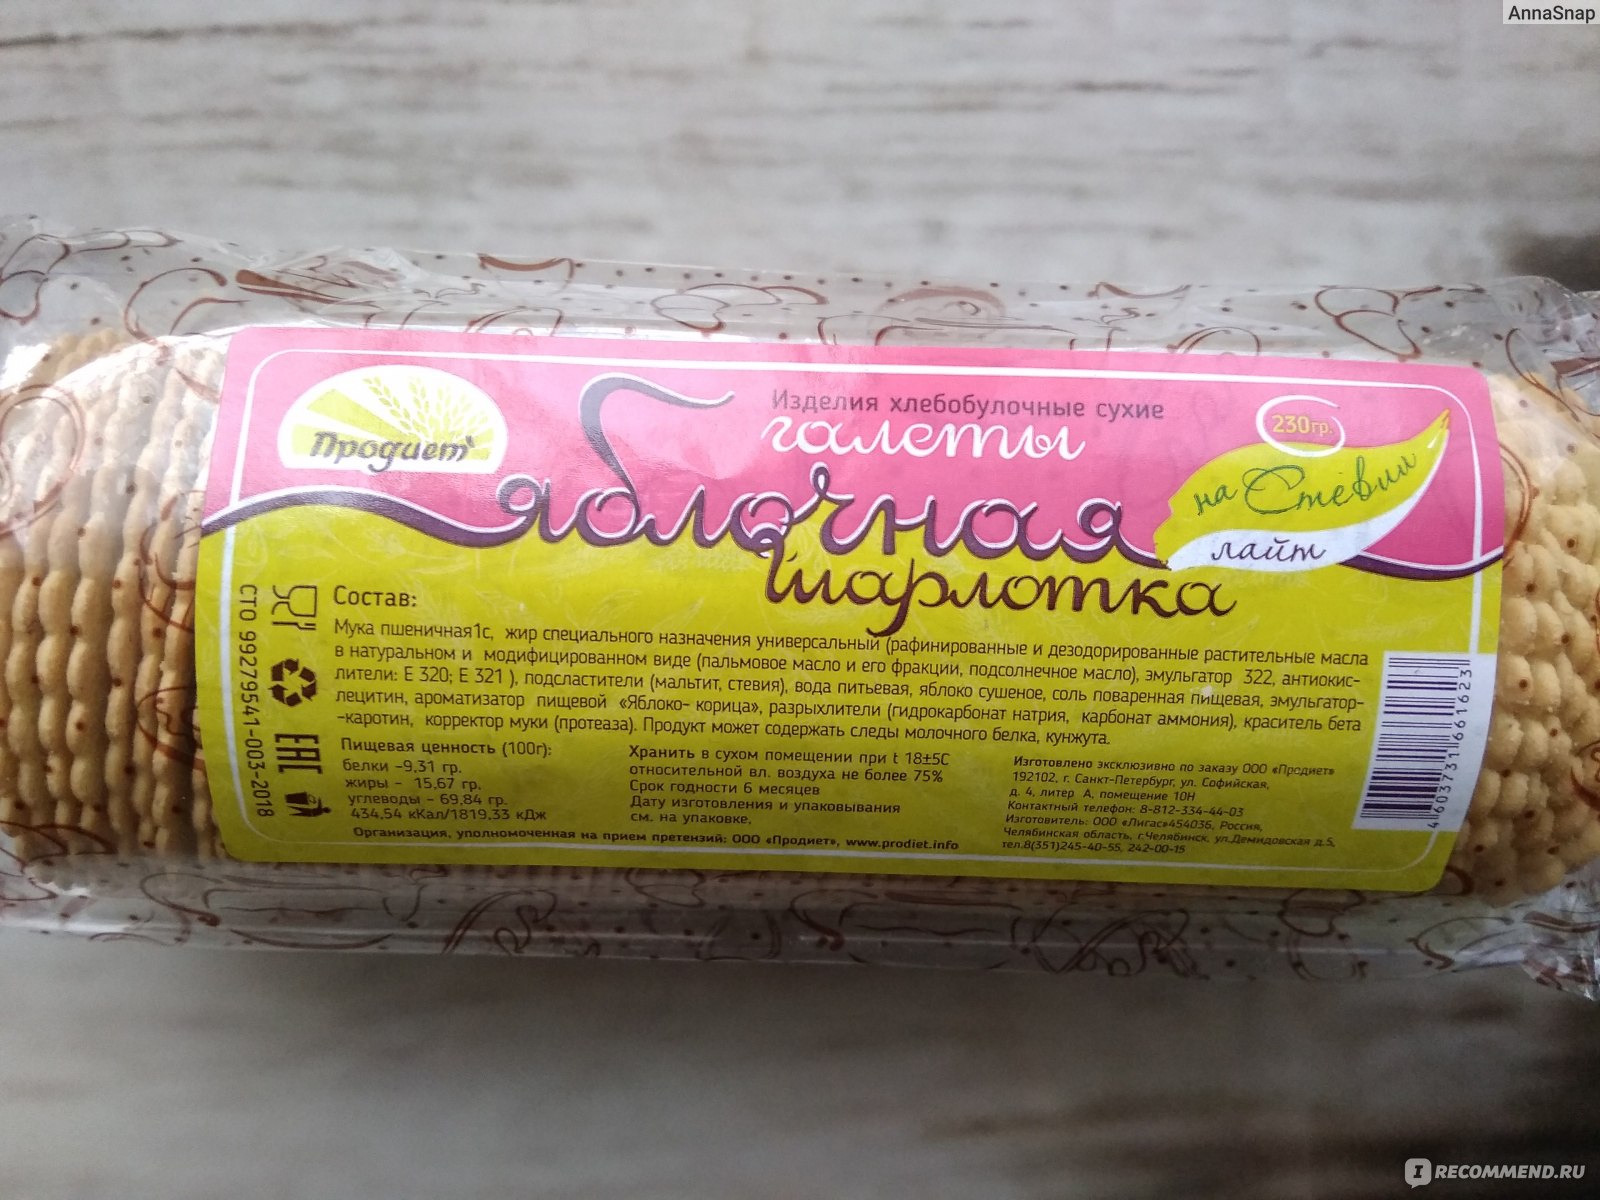 AnnaSnap
Продиет
Изделия хлебобулочные сухие
галеты
яблочная
шарлотка
230гр.
на Стевии
лайт
СТО 99279541-003-2018
EAC
Состав:
Мука пшеничная1с, жир специального назначения универсальный (рафинированные и дезодорированные растительные масла
в натуральном и модифицированном виде (пальмовое масло и его фракции, подсолнечное масло), эмульгатор 322, антиокис-
лители: Е 320; Е 321 ), подсластители (мальтит, стевия), вода питьевая, яблоко сушеное, соль поваренная пищевая, эмульгатор-
лецитин, ароматизатор пищевой «Яблоко- корица», разрыхлители (гидрокарбонат натрия, карбонат аммония), краситель бета
-каротин, корректор муки (протеаза). Продукт может содержать следы молочного белка, кунжута.
Пищевая ценность (100г):
белки -9,31 гр.
жиры - 15,67 гр.
углеводы - 69,84 гр.
434,54 кКал/1819,33 кДж
Хранить в сухом помещении при t 18±5С
относительной вл. воздуха не более 75%
Срок годности 6 месяцев
Дату изготовления и упаковывания
см. на упаковке.
Изготовлено эксклюзивно по заказу ООО «Продиет»
192102, г. Санкт-Петербург, ул. Софийская,
д. 4, литер А, помещение 10Н
Контактный телефон: 8-812-334-44-03
Изготовитель: ООО «Лигас»454036, Россия,
Челябинская область, г.Челябинск, ул.Демидовская д.5,
тел.8(351)245-40-55, 242-00-15
Организация, уполномоченная на прием претензий: ООО «Продиет», www.prodiet.info
4 603731 661623
IRECOMMEND.RU